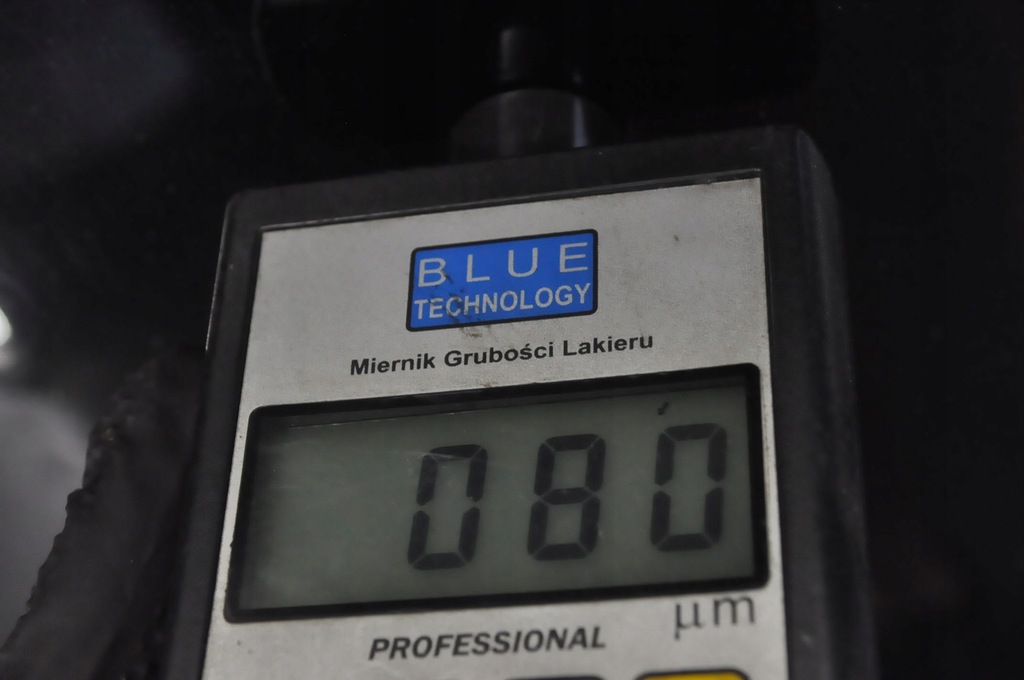 BLUE
TECHNOLOGY
Miernik Grubości Lakieru
080
µm
PROFESSIONAL